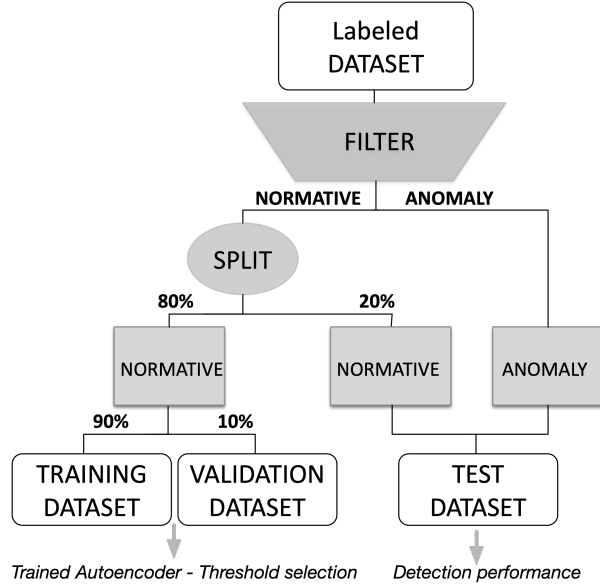 Labeled
DATASET
FILTER
NORMATIVE ANOMALY
SPLIT
80% 20%
NORMATIVE NORMATIVE ANOMALY
90% 10%
TRAINING
DATASET
VALIDATION
DATASET
TEST
DATASET
Trained Autoencoder - Threshold selection
Detection performance